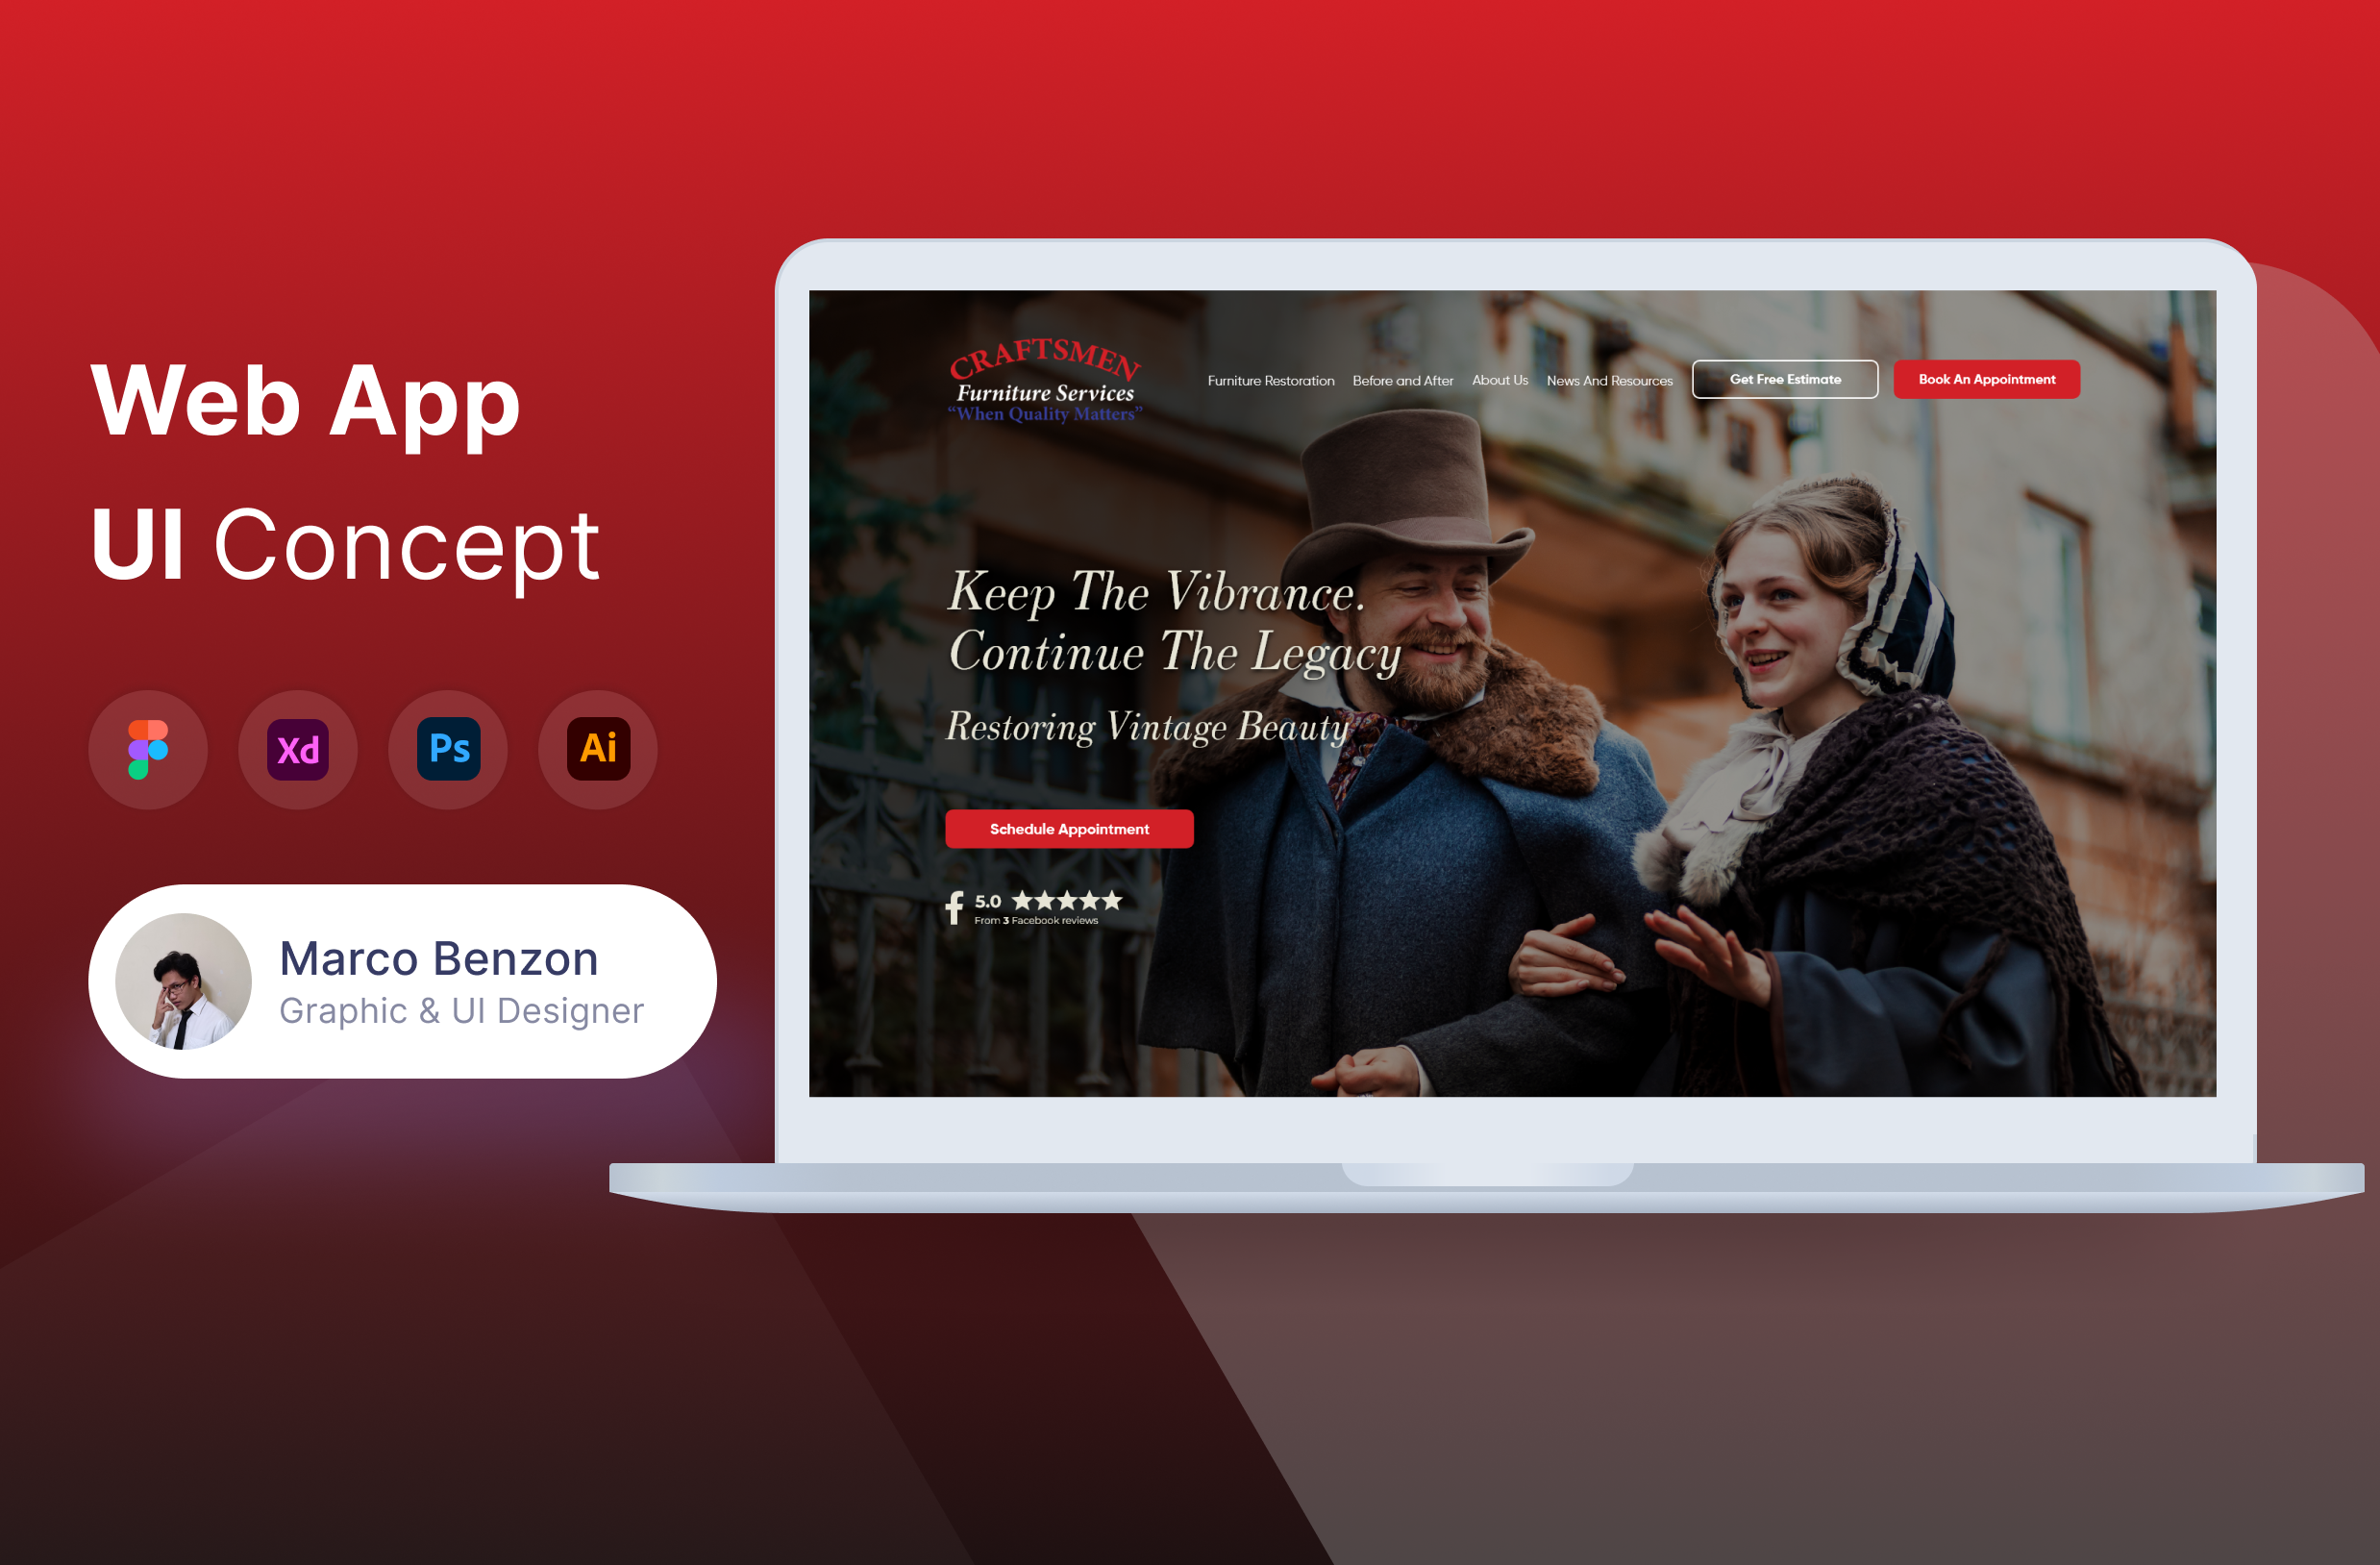 Web App
UI Concept
Xd
Ps
Ai
Marco Benzon
Graphic & UI Designer
CRAFTSMEN
Furniture Services
“When Quality Matters”
Furniture Restoration
Before and After
About Us
News And Resources
Get Free Estimate
Book An Appointment
Keep The Vibrance.
Continue The Legacy
Restoring Vintage Beauty
Schedule Appointment
5.0
From 3 Facebook reviews